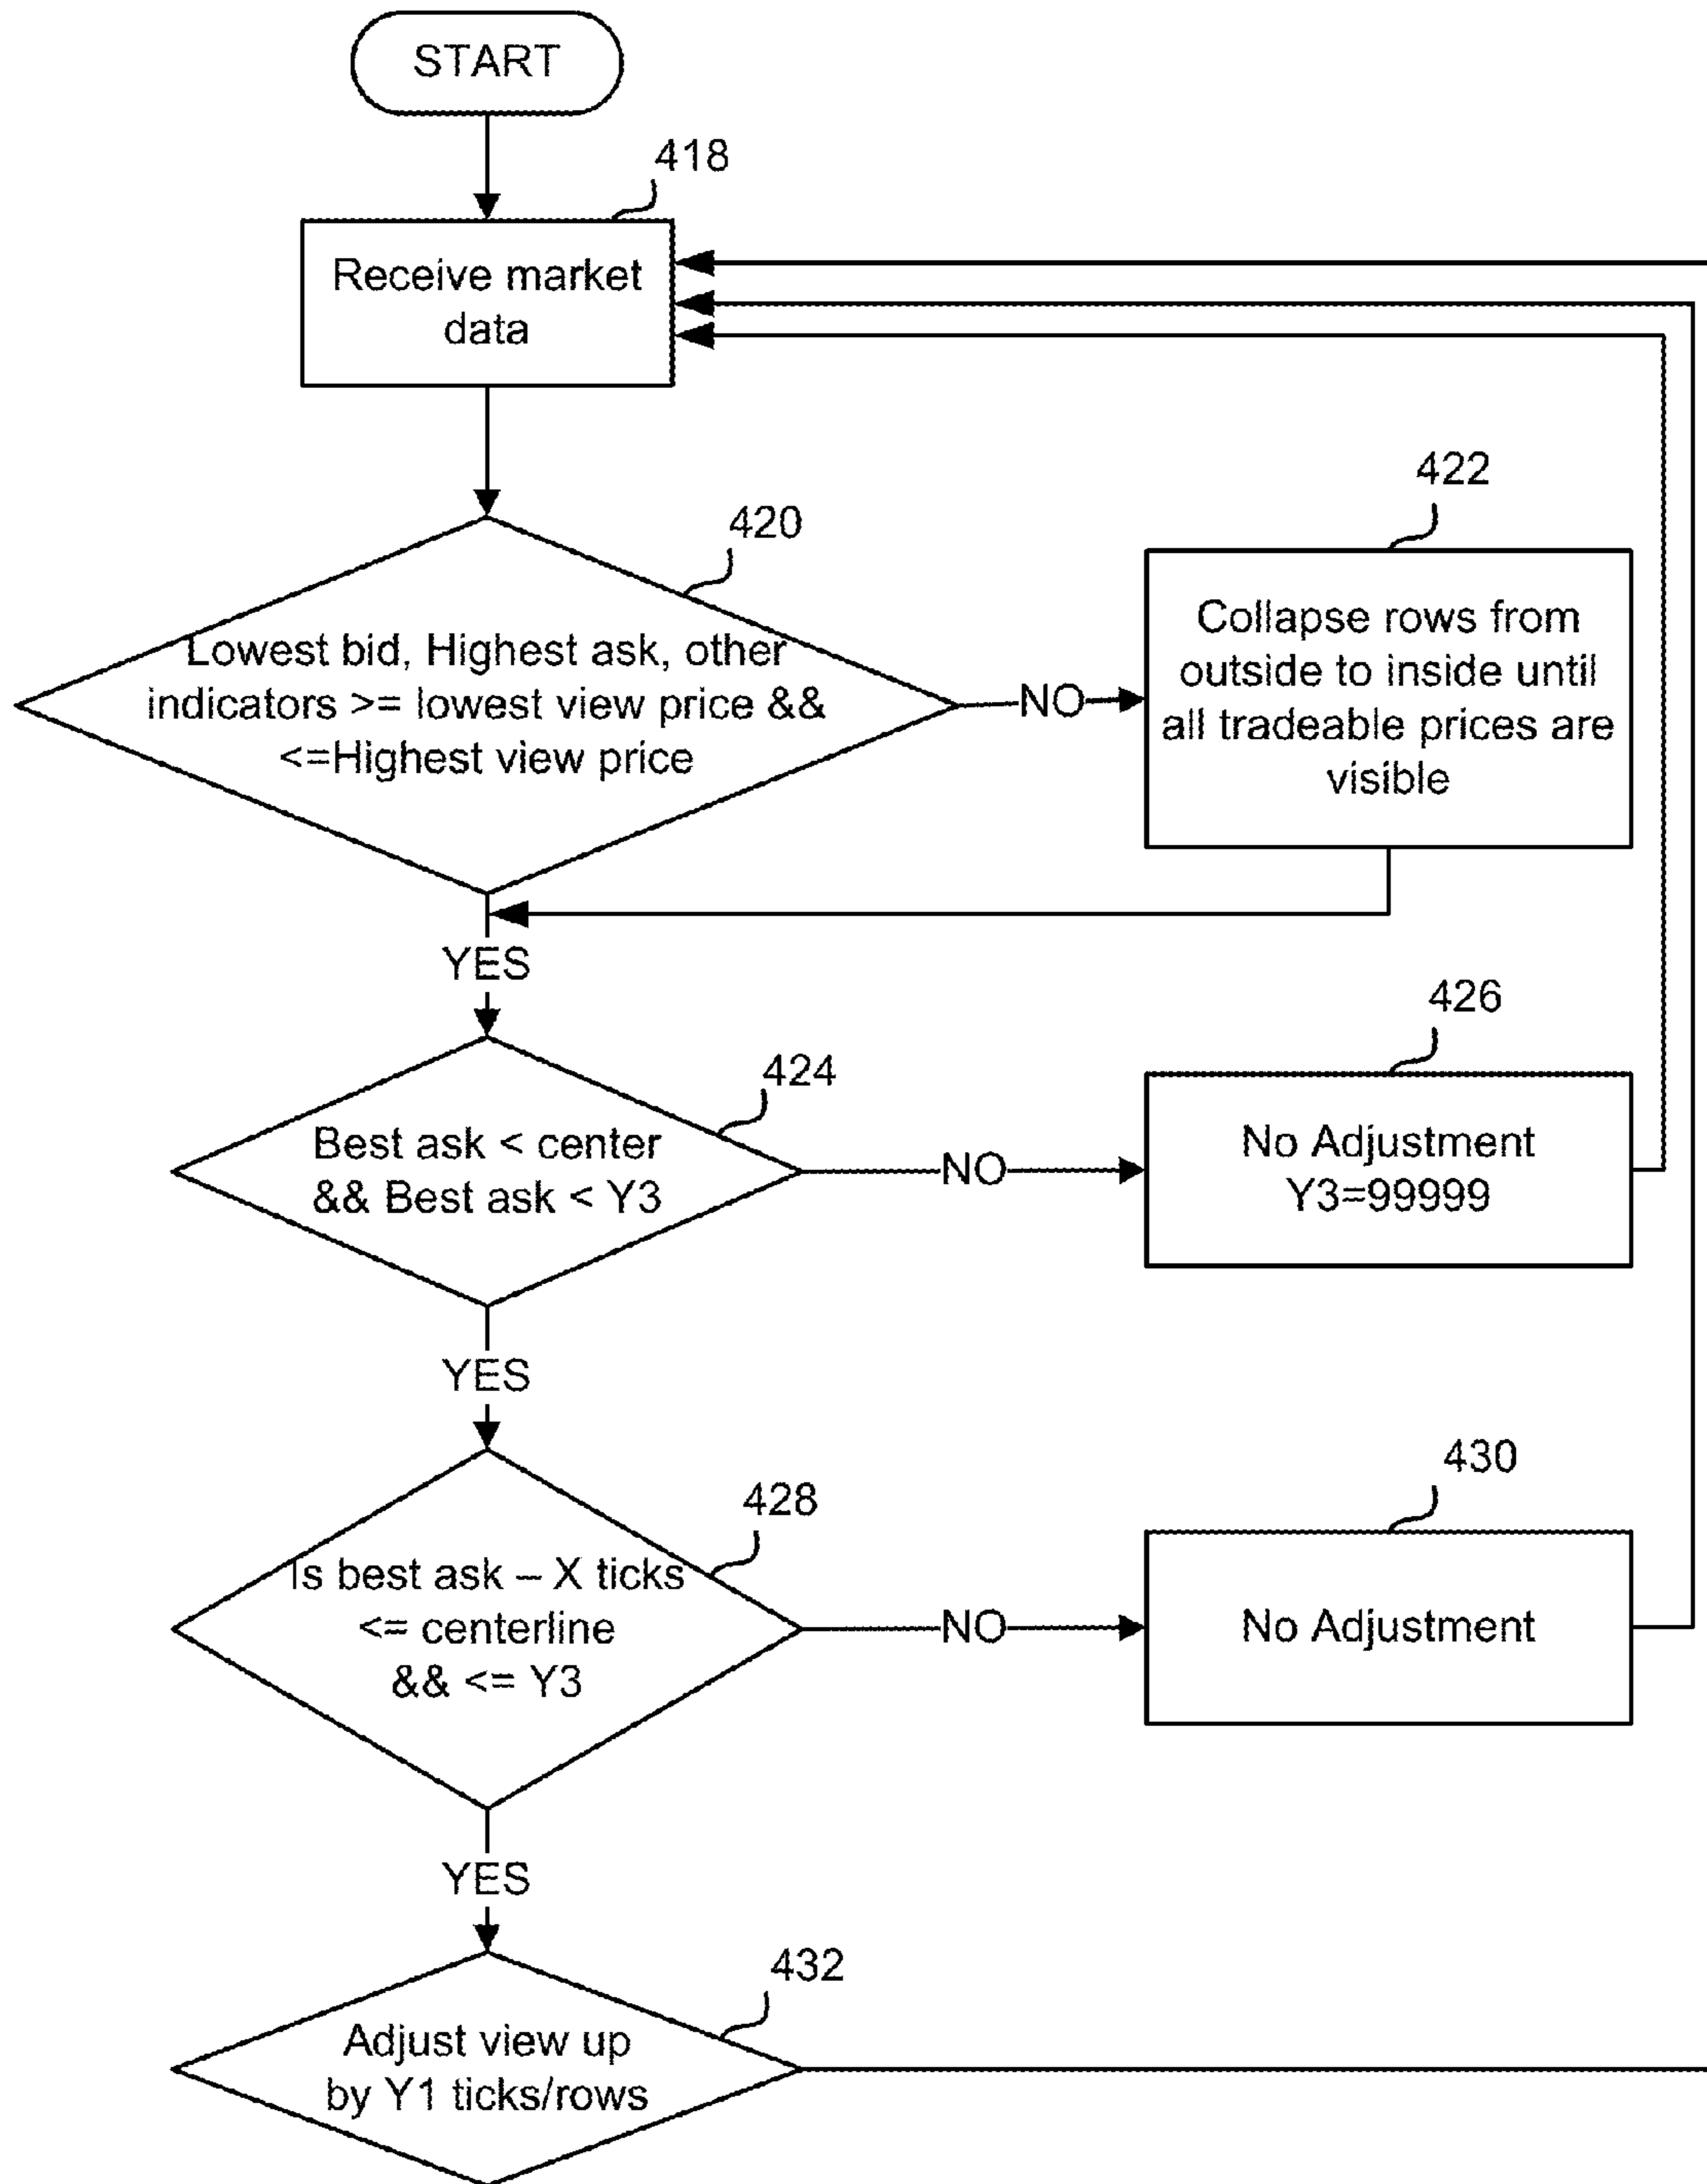 START
418
Receive market
data
420
Lowest bid, Highest ask, other
indicators >= lowest view price &&
<=Highest view price
NO
422
Collapse rows from
outside to inside until
all tradeable prices are
visible
YES
424
Best ask < center
&& Best ask < Y3
NO
426
No Adjustment
Y3=99999
YES
428
Is best ask – X ticks
<= centerline
&& <= Y3
NO
430
No Adjustment
YES
432
Adjust view up
by Y1 ticks/rows